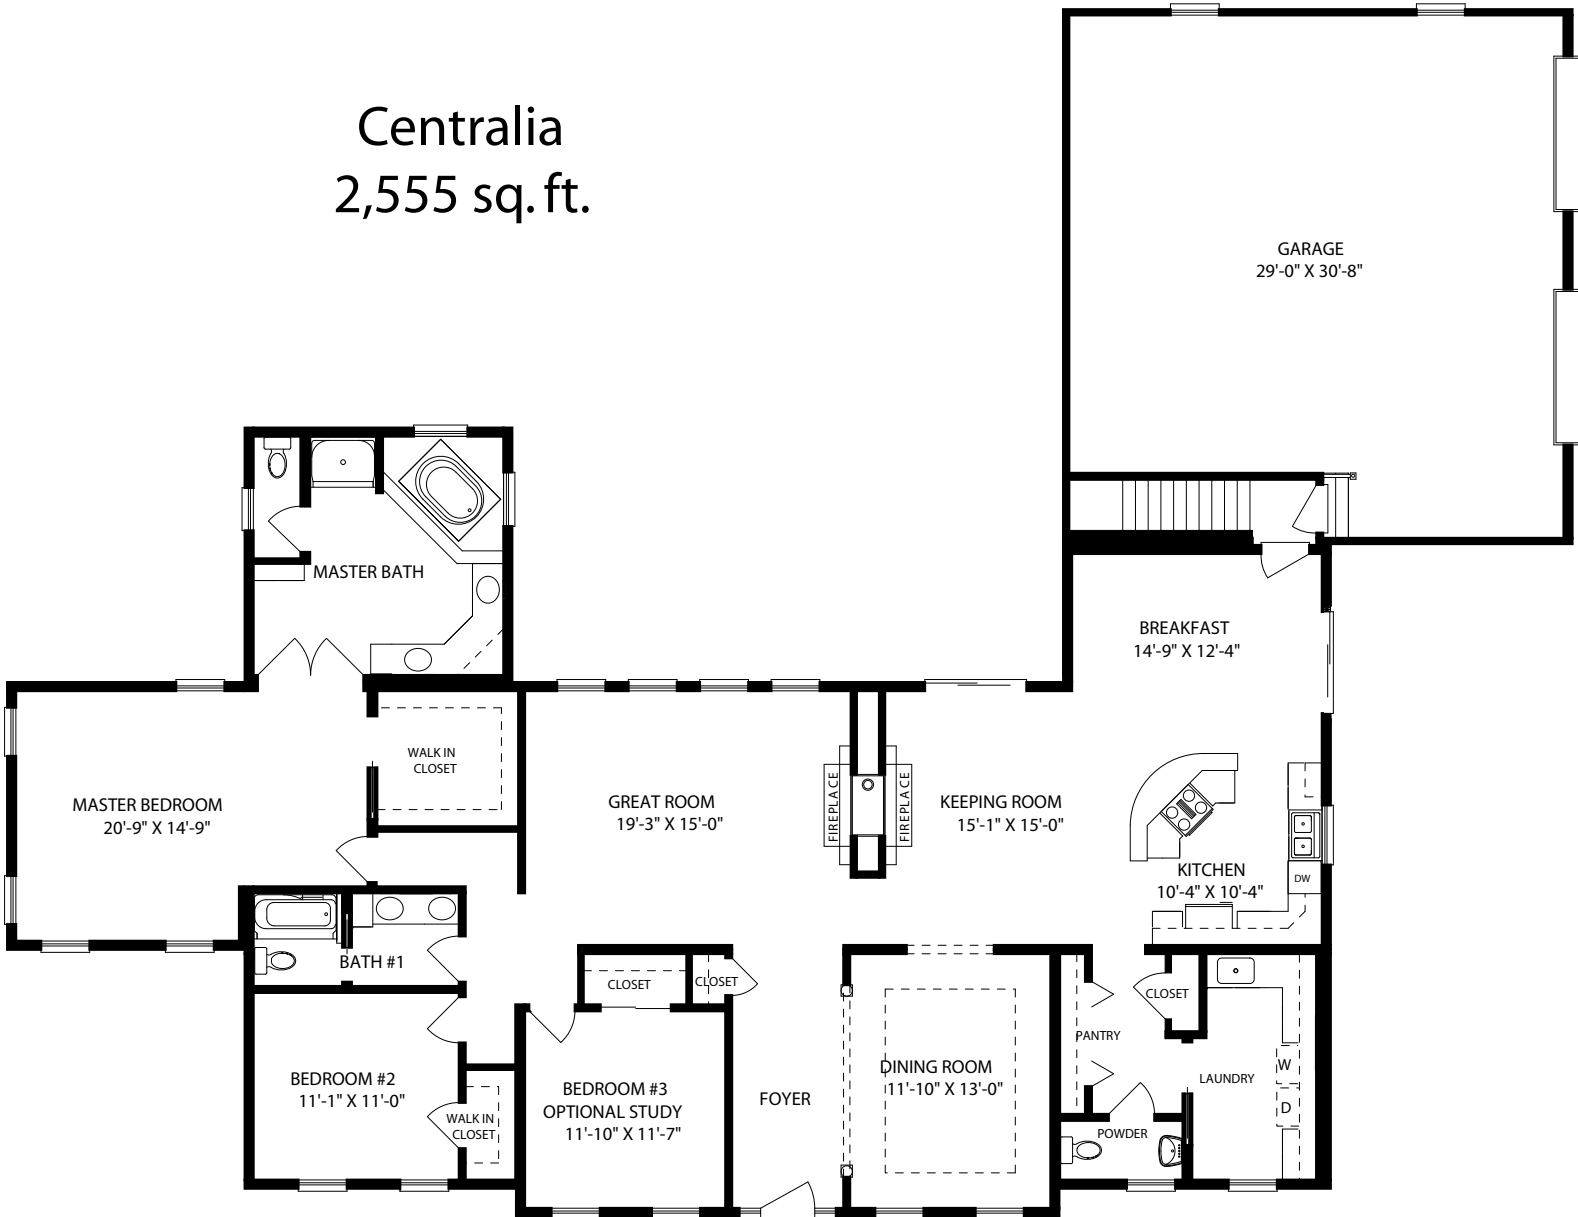 Centralia
2,555 sq. ft.
GARAGE
29'-0" X 30'-8"
MASTER BATH
BREAKFAST
14'-9" X 12'-4"
WALK IN
CLOSET
MASTER BEDROOM
20'-9" X 14'-9"
GREAT ROOM
19'-3" X 15'-0"
FIREPLACE
FIREPLACE
KEEPING ROOM
15'-1" X 15'-0"
KITCHEN
10'-4" X 10'-4"
DW
BATH #1
CLOSET
CLOSET
CLOSET
PANTRY
BEDROOM #2
11'-1" X 11'-0"
WALK IN
CLOSET
BEDROOM #3
OPTIONAL STUDY
11'-10" X 11'-7"
FOYER
DINING ROOM
11'-10" X 13'-0"
LAUNDRY
W
D
POWDER